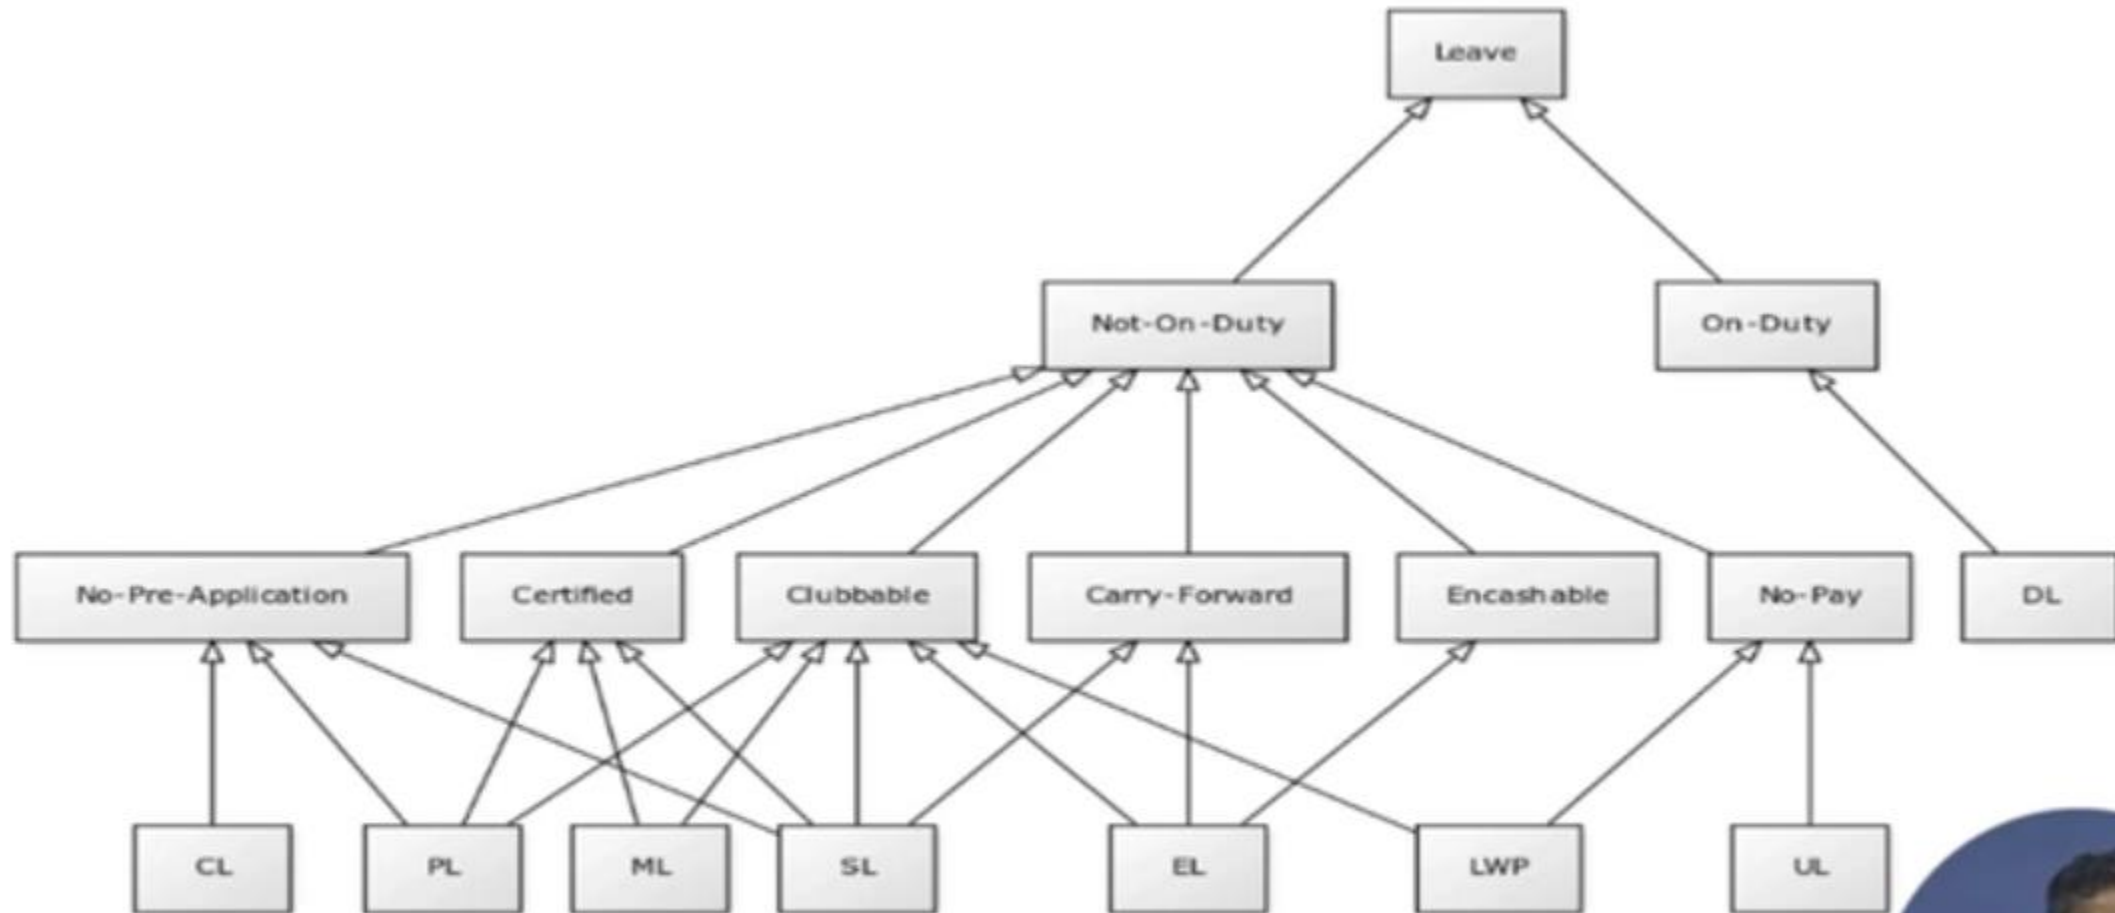 Leave
Not-On-Duty
On-Duty
No-Pre-Application
Certified
Clubbable
Carry-Forward
Encashable
No-Pay
DL
CL
PL
ML
SL
EL
LWP
UL